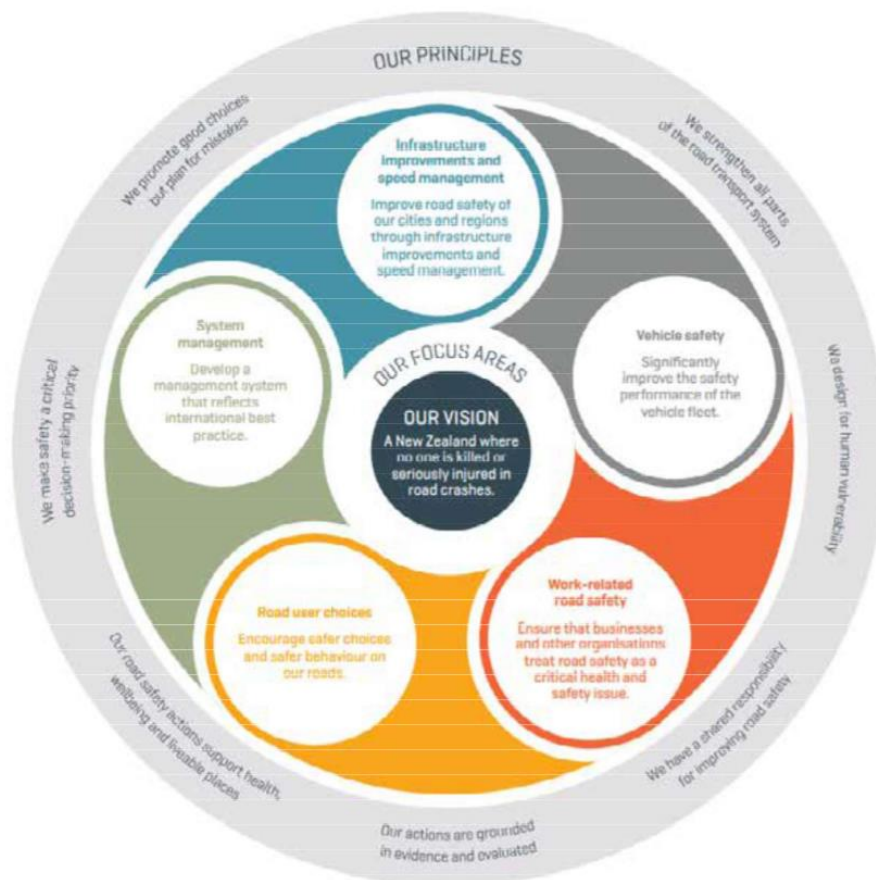 OUR PRINCIPLES
We promote good choices
but plan for mistakes
We strengthen all parts
of the road transport system
We design for human vulnerability
We have a shared responsibility
for improving road safety
Our actions are grounded
in evidence and evaluated
Our road safety actions support health,
wellbeing and liveable places
We make safety a critical
decision-making priority
Infrastructure
improvements and
speed management
Improve road safety of
our cities and regions
through infrastructure
improvements and
speed management.
Vehicle safety
Significantly
improve the safety
performance of the
vehicle fleet.
Work-related
road safety
Ensure that businesses
and other organisations
treat road safety as a
critical health and
safety issue.
Road user choices
Encourage safer choices
and safer behaviour on
our roads.
System
management
Develop a
management system
that reflects
international best
practice.
OUR FOCUS AREAS
OUR VISION
A New Zealand where
no one is killed or
seriously injured in
road crashes.